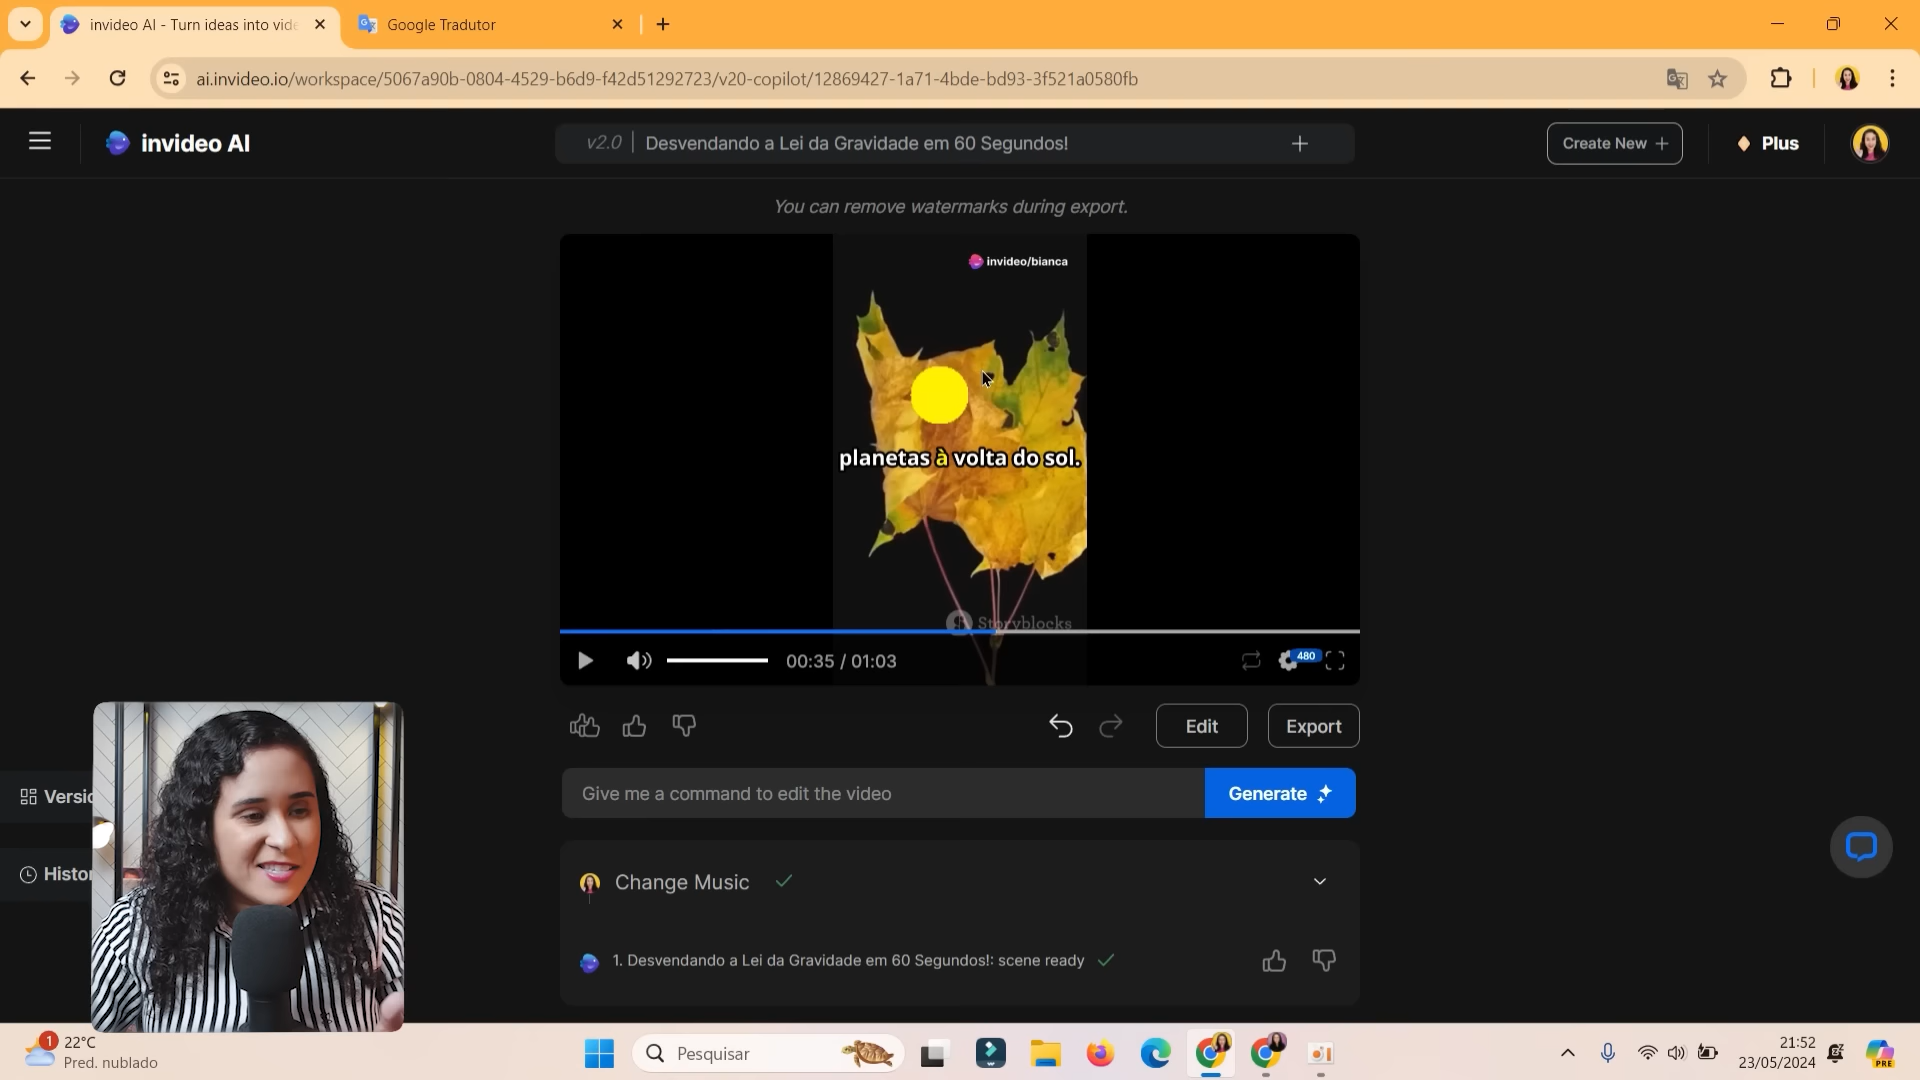 invideo AI - Turn ideas into vide
Google Tradutor
ai.invideo.io/workspace/5067a90b-0804-4529-b6d9-f42d51292723/v20-copilot/12869427-1a71-4bde-bd93-3f521a0580fb
invideo AI
v2.0 | Desvendando a Lei da Gravidade em 60 Segundos!
Create New +
Plus
You can remove watermarks during export.
invideo/bianca
planetas à volta do sol.
Storyblocks
00:35 / 01:03
480
Edit
Export
Give me a command to edit the video
Generate
Versio
Histor
Change Music
1. Desvendando a Lei da Gravidade em 60 Segundos!: scene ready
1
22°C
Pred. nublado
Pesquisar
21:52
23/05/2024
PRE